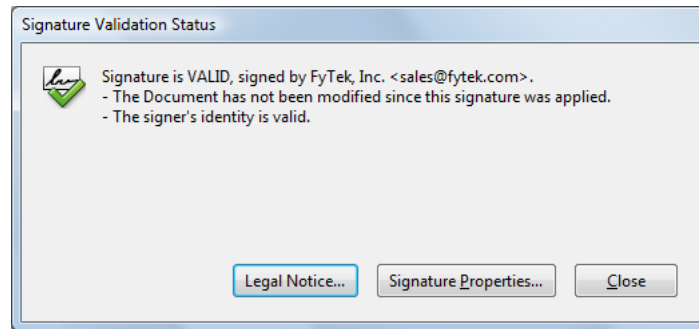 Signature Validation Status
Signature is VALID, signed by FyTek, Inc. <sales@fytek.com>.
- The Document has not been modified since this signature was applied.
- The signer's identity is valid.
Legal Notice... Signature Properties... Close